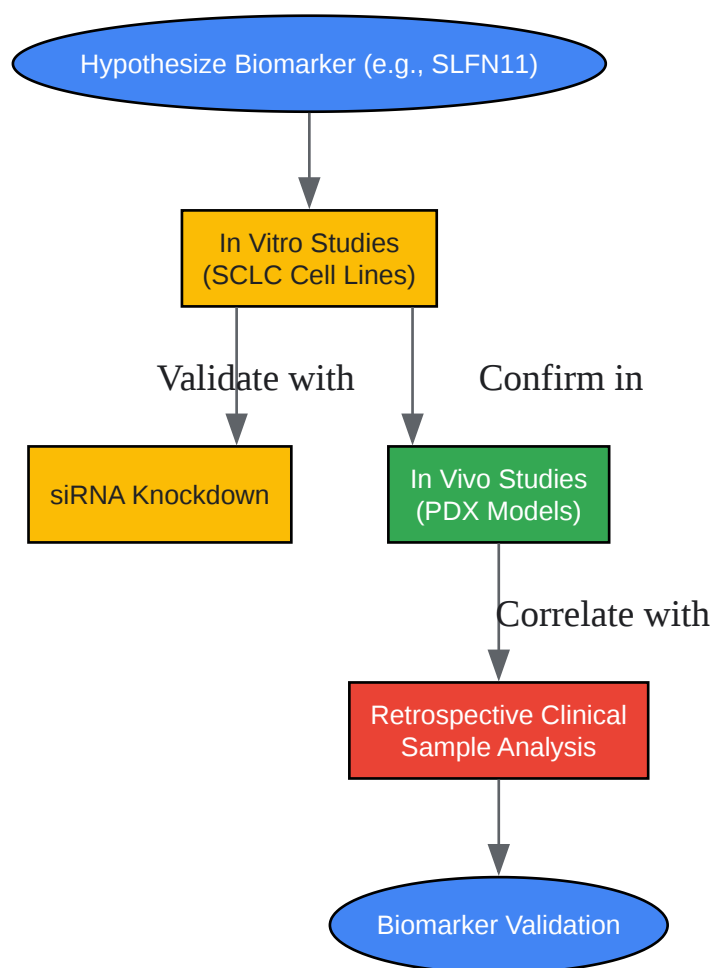 Hypothesize Biomarker (e.g., SLFN11)
In Vitro Studies
(SCLC Cell Lines)
Validate with
Confirm in
siRNA Knockdown
In Vivo Studies
(PDX Models)
Correlate with
Retrospective Clinical
Sample Analysis
Biomarker Validation